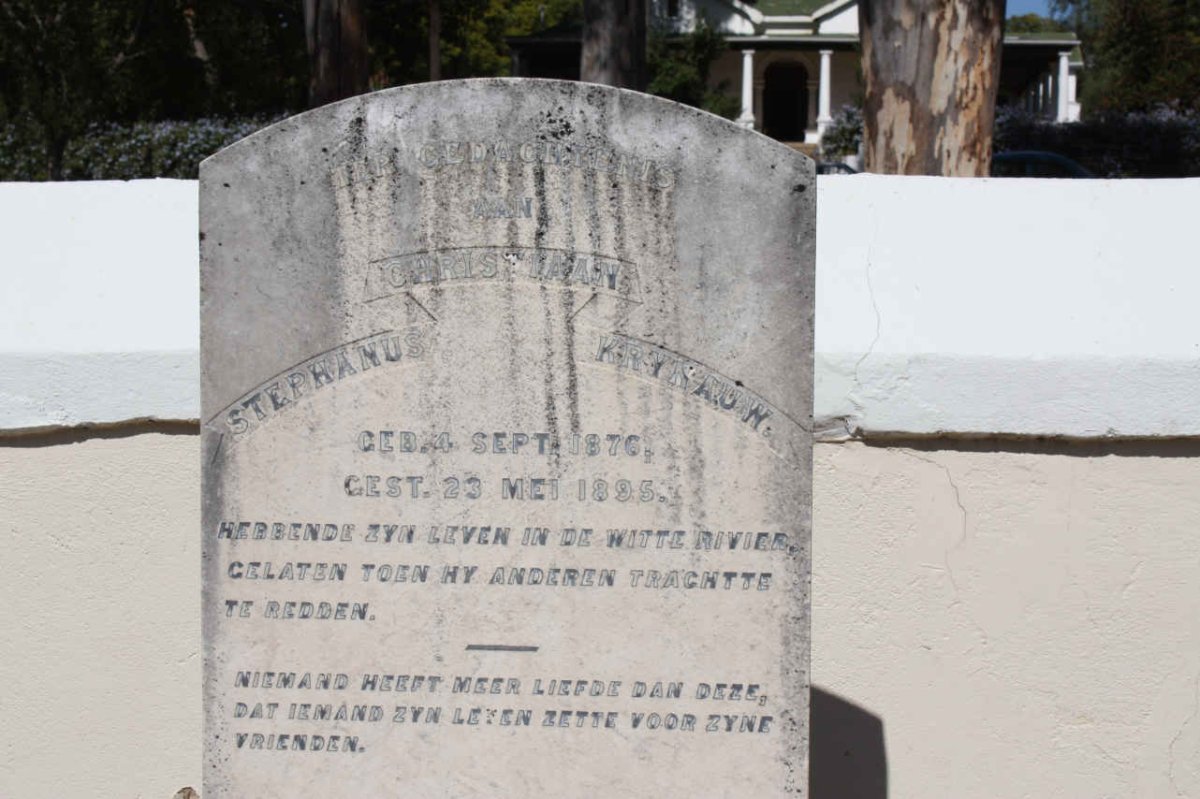 TER GEDACHTENIS
VAN
CHRISTIAAN
STEPHANUS KRYNAUW.
GEB. 4 SEPT. 1876,
GEST. 23 MEI 1895.
HEBBENDE ZYN LEVEN IN DE WITTE RIVIER,
GELATEN TOEN HY ANDEREN TRACHTTE
TE REDDEN.
NIEMAND HEEFT MEER LIEFDE DAN DEZE,
DAT IEMAND ZYN LEVEN ZETTE VOOR ZYNE
VRIENDEN.